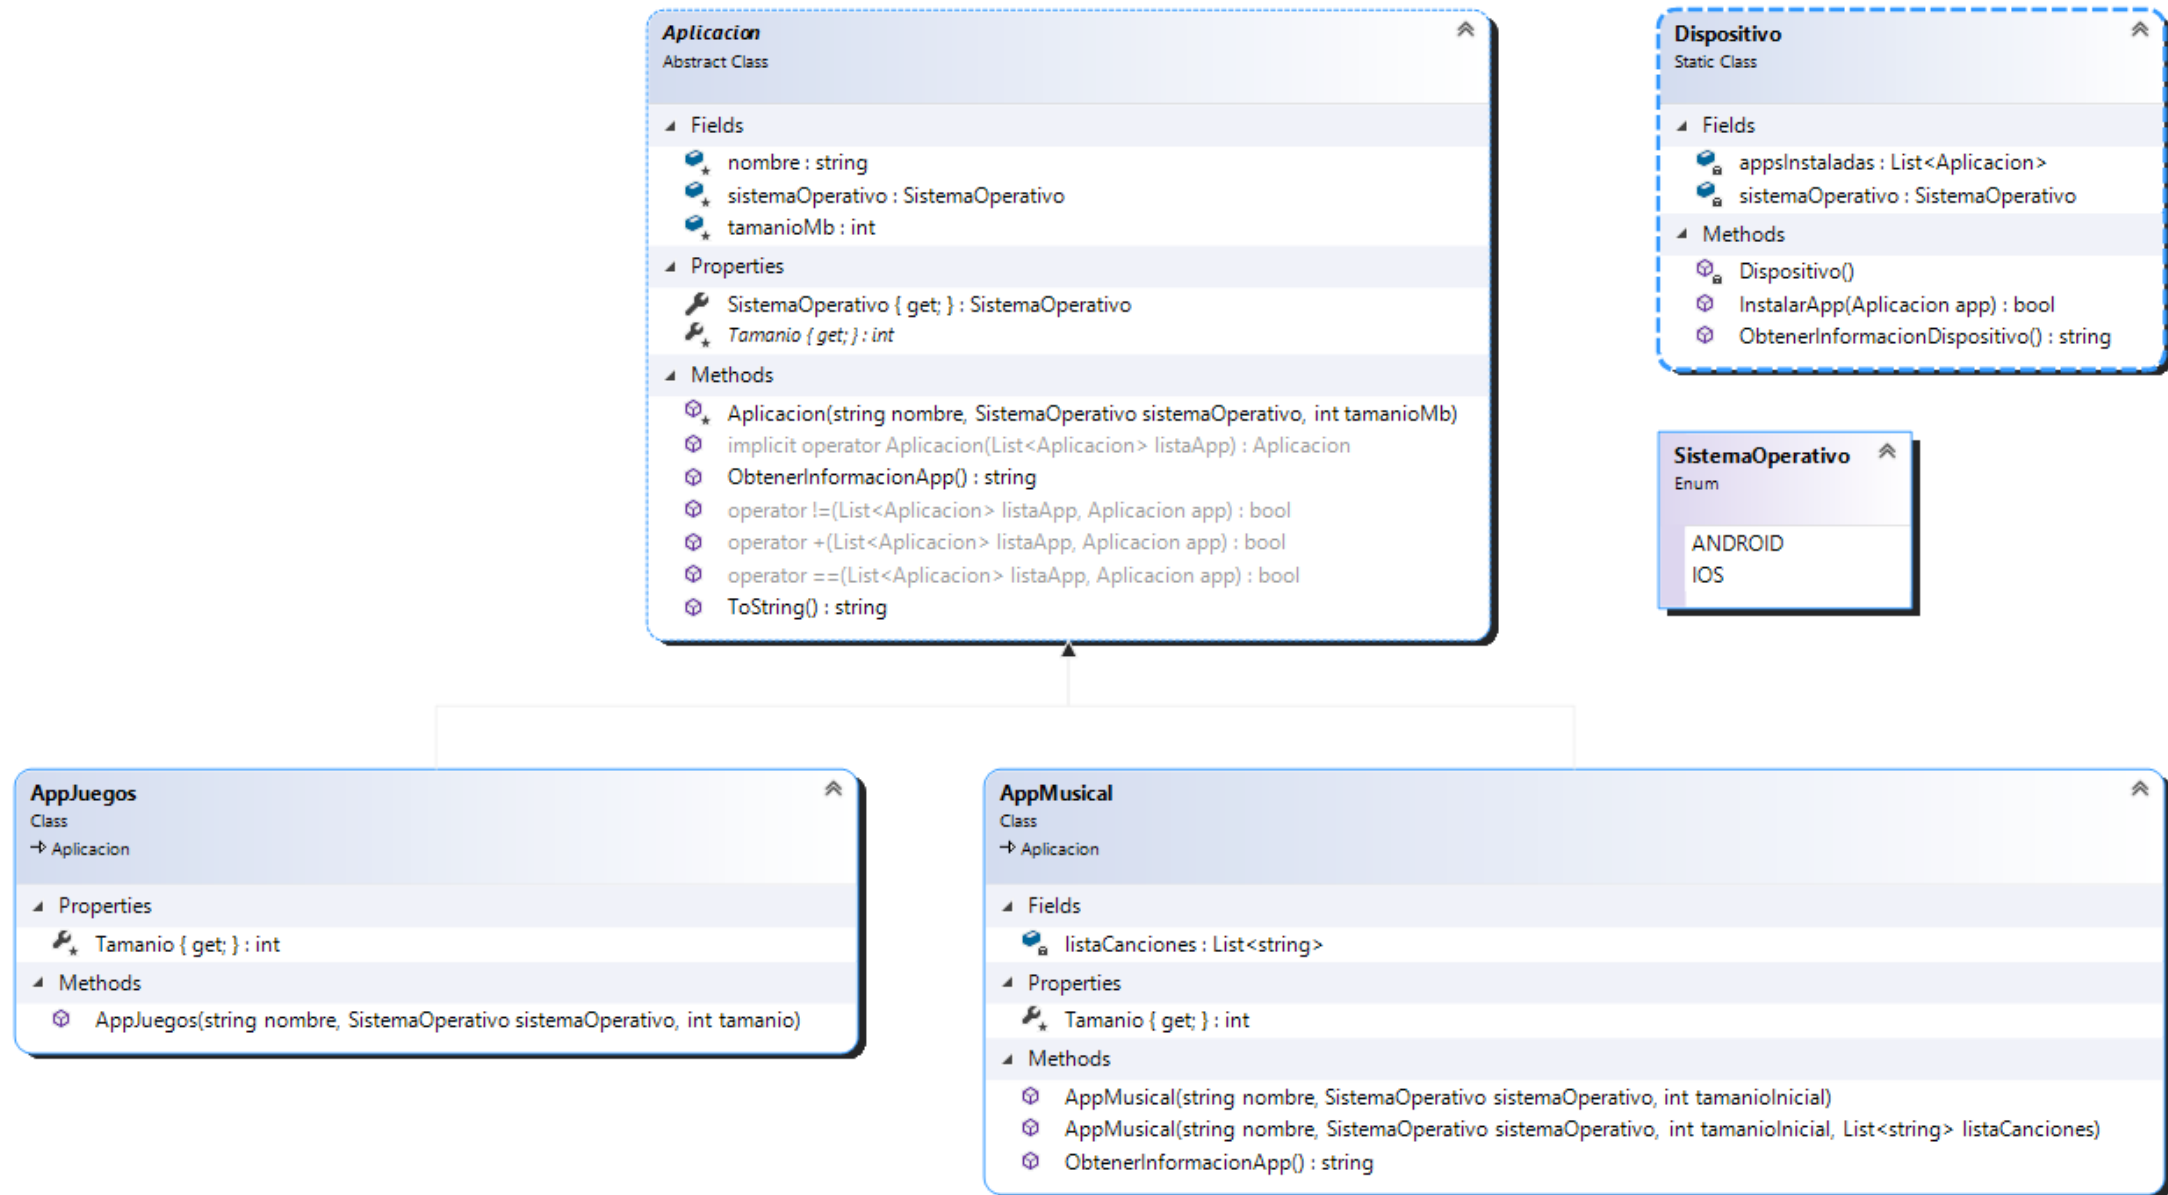 Aplicacion
Abstract Class
Fields
nombre : string
sistemaOperativo : SistemaOperativo
tamanioMb : int
Properties
SistemaOperativo { get; } : SistemaOperativo
Tamanio { get; } : int
Methods
Aplicacion(string nombre, SistemaOperativo sistemaOperativo, int tamanioMb)
implicit operator Aplicacion(List<Aplicacion> listaApp) : Aplicacion
ObtenerInformacionApp() : string
operator !=(List<Aplicacion> listaApp, Aplicacion app) : bool
operator +(List<Aplicacion> listaApp, Aplicacion app) : bool
operator ==(List<Aplicacion> listaApp, Aplicacion app) : bool
ToString() : string
Dispositivo
Static Class
Fields
appsInstaladas : List<Aplicacion>
sistemaOperativo : SistemaOperativo
Methods
Dispositivo()
InstalarApp(Aplicacion app) : bool
ObtenerInformacionDispositivo() : string
SistemaOperativo
Enum
ANDROID
IOS
AppJuegos
Class
Aplicacion
Properties
Tamanio { get; } : int
Methods
AppJuegos(string nombre, SistemaOperativo sistemaOperativo, int tamanio)
AppMusical
Class
Aplicacion
Fields
listaCanciones : List<string>
Properties
Tamanio { get; } : int
Methods
AppMusical(string nombre, SistemaOperativo sistemaOperativo, int tamanioInicial)
AppMusical(string nombre, SistemaOperativo sistemaOperativo, int tamanioInicial, List<string> listaCanciones)
ObtenerInformacionApp() : string